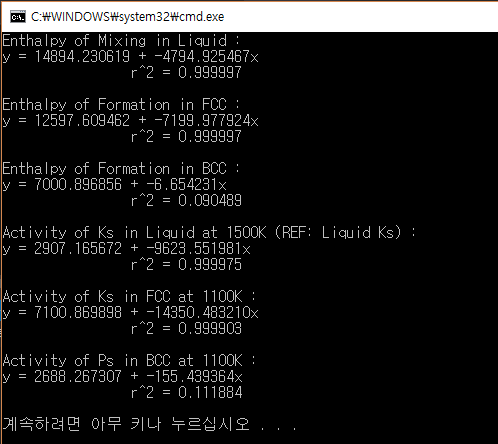 C:\WINDOWS\system32\cmd.exe
Enthalpy of Mixing in Liquid :
y = 14894.230619 + -4794.925467x
r^2 = 0.999997
Enthalpy of Formation in FCC :
y = 12597.609462 + -7199.977924x
r^2 = 0.999997
Enthalpy of Formation in BCC :
y = 7000.896856 + -6.654231x
r^2 = 0.090489
Activity of Ks in Liquid at 1500K (REF: Liquid Ks) :
y = 2907.165672 + -9623.551981x
r^2 = 0.999975
Activity of Ks in FCC at 1100K :
y = 7100.869898 + -14350.483210x
r^2 = 0.999903
Activity of Ps in BCC at 1100K :
y = 2688.267307 + -155.439364x
r^2 = 0.111884
계속하려면 아무 키나 누르십시오 . . .